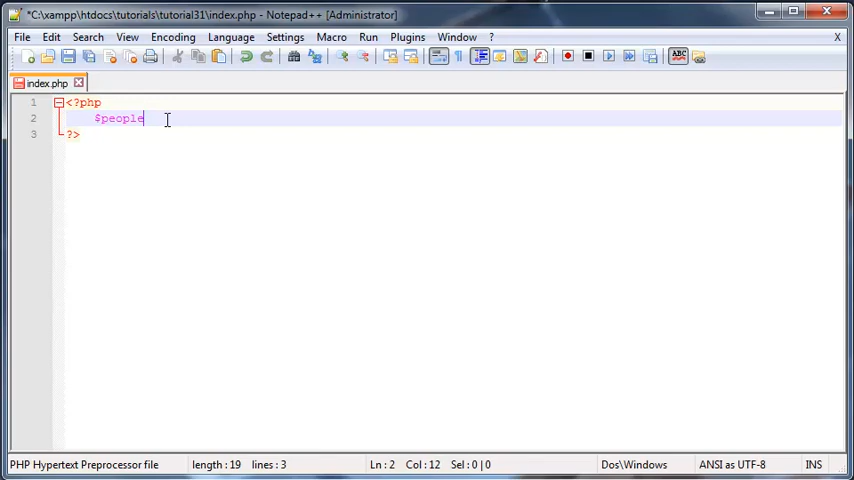 *C:\xampp\htdocs\tutorials\tutorial31\index.php - Notepad++ [Administrator]
File Edit Search View Encoding Language Settings Macro Run Plugins Window ? X
ABC
index.php
1 <?php
2 $people
3 ?>
PHP Hypertext Preprocessor file length : 19 lines : 3 Ln : 2 Col : 12 Sel : 0 | 0 Dos\Windows ANSI as UTF-8 INS